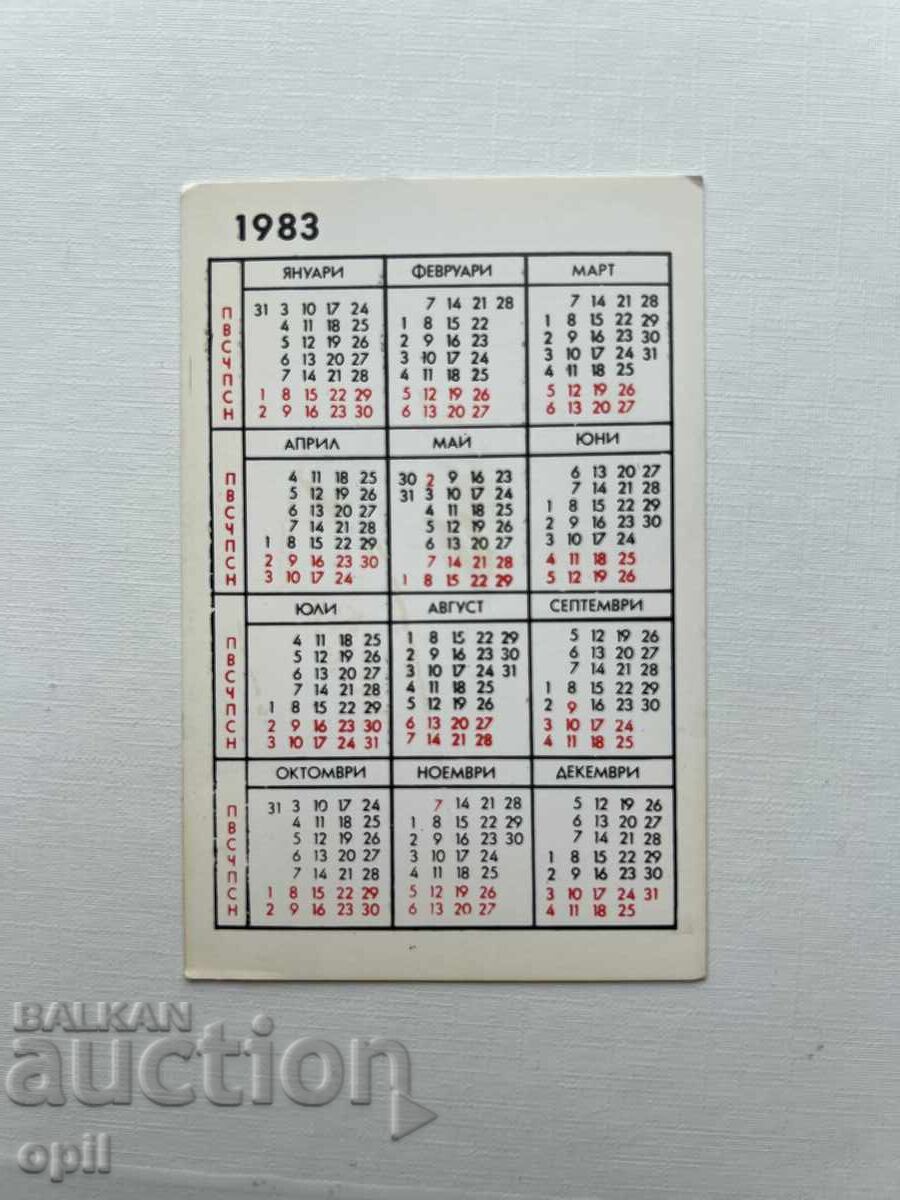 1983
ЯНУАРИ ФЕВРУАРИ МАРТ
П 31 3 10 17 24 7 14 21 28 7 14 21 28
В 4 11 18 25 1 8 15 22 1 8 15 22 29
С 5 12 19 26 2 9 16 23 2 9 16 23 30
Ч 6 13 20 27 3 10 17 24 3 10 17 24 31
П 7 14 21 28 4 11 18 25 4 11 18 25
С 1 8 15 22 29 5 12 19 26 5 12 19 26
Н 2 9 16 23 30 6 13 20 27 6 13 20 27
АПРИЛ МАЙ ЮНИ
П 4 11 18 25 30 2 9 16 23 6 13 20 27
В 5 12 19 26 31 3 10 17 24 7 14 21 28
С 6 13 20 27 4 11 18 25 1 8 15 22 29
Ч 7 14 21 28 5 12 19 26 2 9 16 23 30
П 1 8 15 22 29 6 13 20 27 3 10 17 24
С 2 9 16 23 30 7 14 21 28 4 11 18 25
Н 3 10 17 24 1 8 15 22 29 5 12 19 26
ЮЛИ АВГУСТ СЕПТЕМВРИ
П 4 11 18 25 1 8 15 22 29 5 12 19 26
В 5 12 19 26 2 9 16 23 30 6 13 20 27
С 6 13 20 27 3 10 17 24 31 7 14 21 28
Ч 7 14 21 28 4 11 18 25 1 8 15 22 29
П 1 8 15 22 29 5 12 19 26 2 9 16 23 30
С 2 9 16 23 30 6 13 20 27 3 10 17 24
Н 3 10 17 24 31 7 14 21 28 4 11 18 25
ОКТОМВРИ НОЕМВРИ ДЕКЕМВРИ
П 31 3 10 17 24 7 14 21 28 5 12 19 26
В 4 11 18 25 1 8 15 22 29 6 13 20 27
С 5 12 19 26 2 9 16 23 30 7 14 21 28
Ч 6 13 20 27 3 10 17 24 1 8 15 22 29
П 7 14 21 28 4 11 18 25 2 9 16 23 30
С 1 8 15 22 29 5 12 19 26 3 10 17 24 31
Н 2 9 16 23 30 6 13 20 27 4 11 18 25
BALKAN
auction
opil